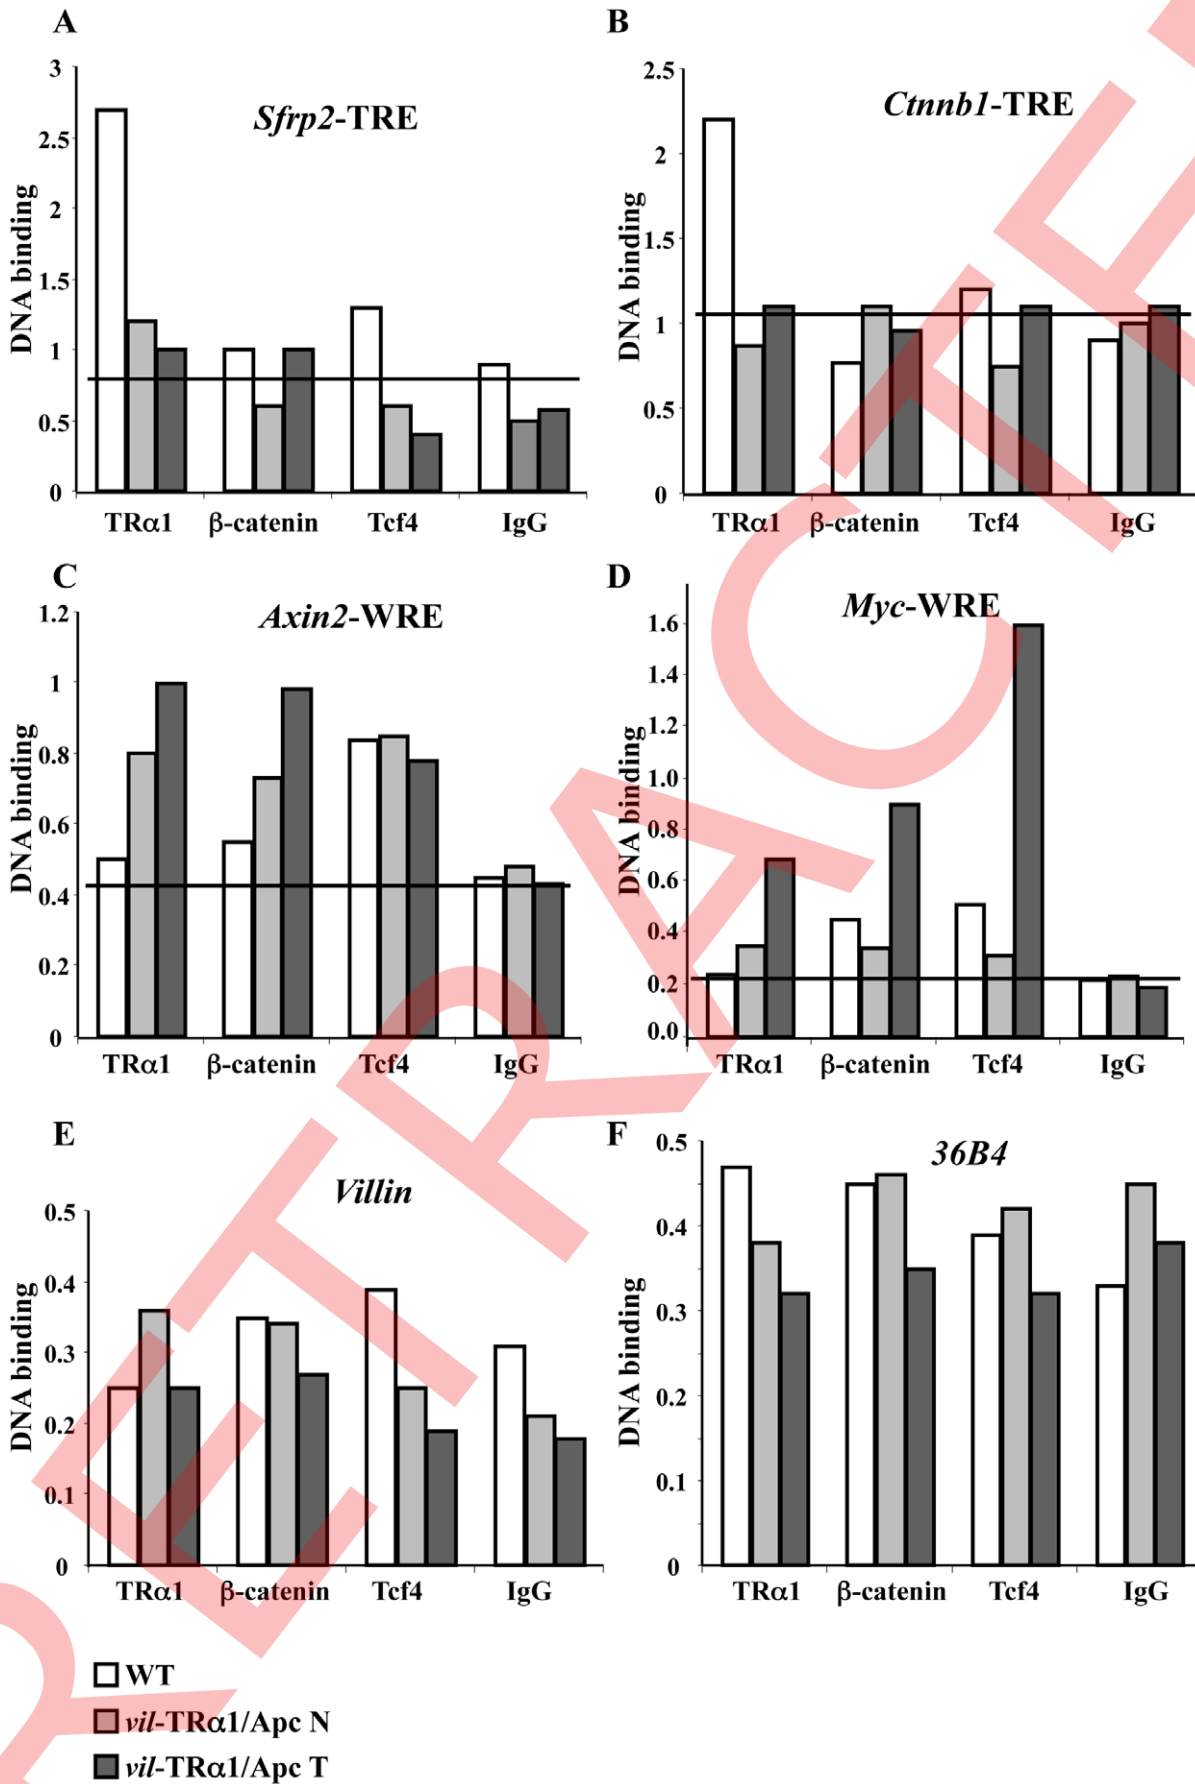 A
Sfrp2-TRE
DNA binding
3
2.5
2
1.5
1
0.5
0
TRα1 β-catenin Tcf4 IgG
B
Ctnnb1-TRE
DNA binding
2.5
2
1.5
1
0.5
0
TRα1 β-catenin Tcf4 IgG
C
Axin2-WRE
DNA binding
1.2
1
0.8
0.6
0.4
0.2
0
TRα1 β-catenin Tcf4 IgG
D
Myc-WRE
DNA binding
1.6
1.4
1.2
1.0
0.8
0.6
0.4
0.2
0.0
TRα1 β-catenin Tcf4 IgG
E
Villin
DNA binding
0.5
0.4
0.3
0.2
0.1
0
TRα1 β-catenin Tcf4 IgG
F
36B4
DNA binding
0.5
0.4
0.3
0.2
0.1
0
TRα1 β-catenin Tcf4 IgG
WT
vil-TRα1/Apc N
vil-TRα1/Apc T
RETRACTE